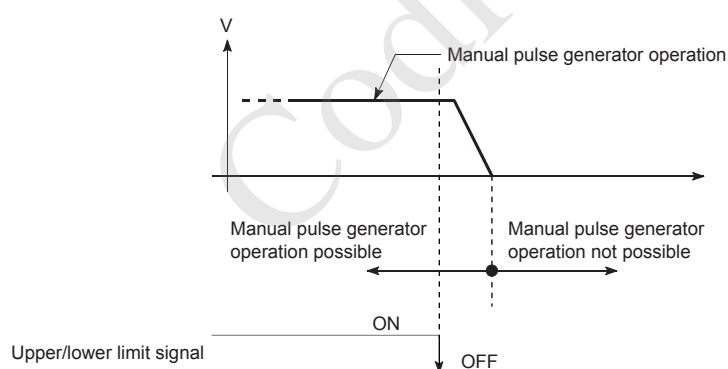 V
Manual pulse generator operation
Manual pulse generator
operation possible
Manual pulse generator
operation not possible
ON
Upper/lower limit signal
OFF